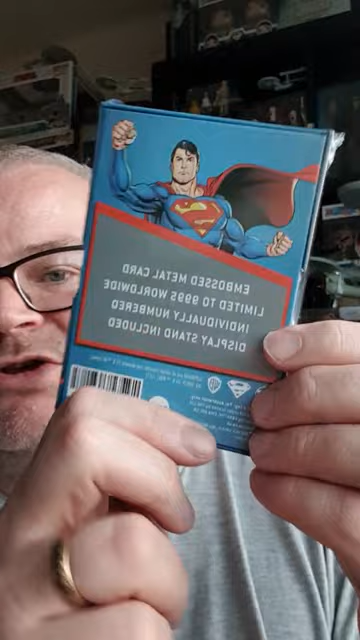 EMBOSSED METAL CARD
LIMITED TO 9995 WORLDWIDE
INDIVIDUALLY NUMBERED
DISPLAY STAND INCLUDED